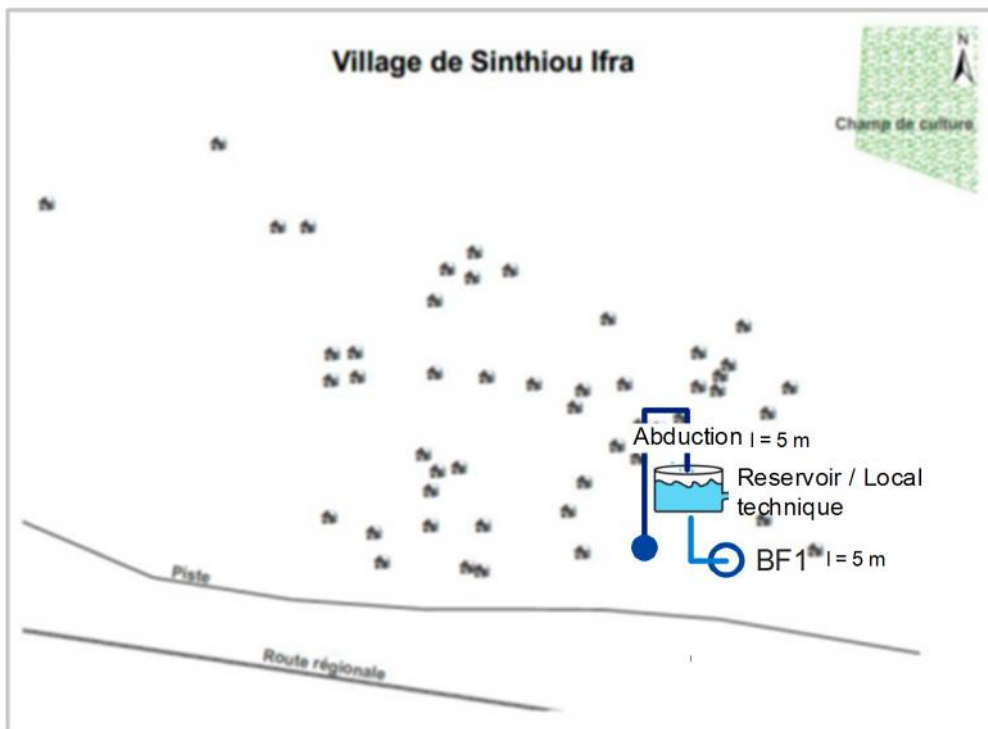 Village de Sinthiou Ifra
N
Champ de culture
Abduction l = 5 m
Reservoir / Local
technique
BF1 l = 5 m
Piste
Route régionale